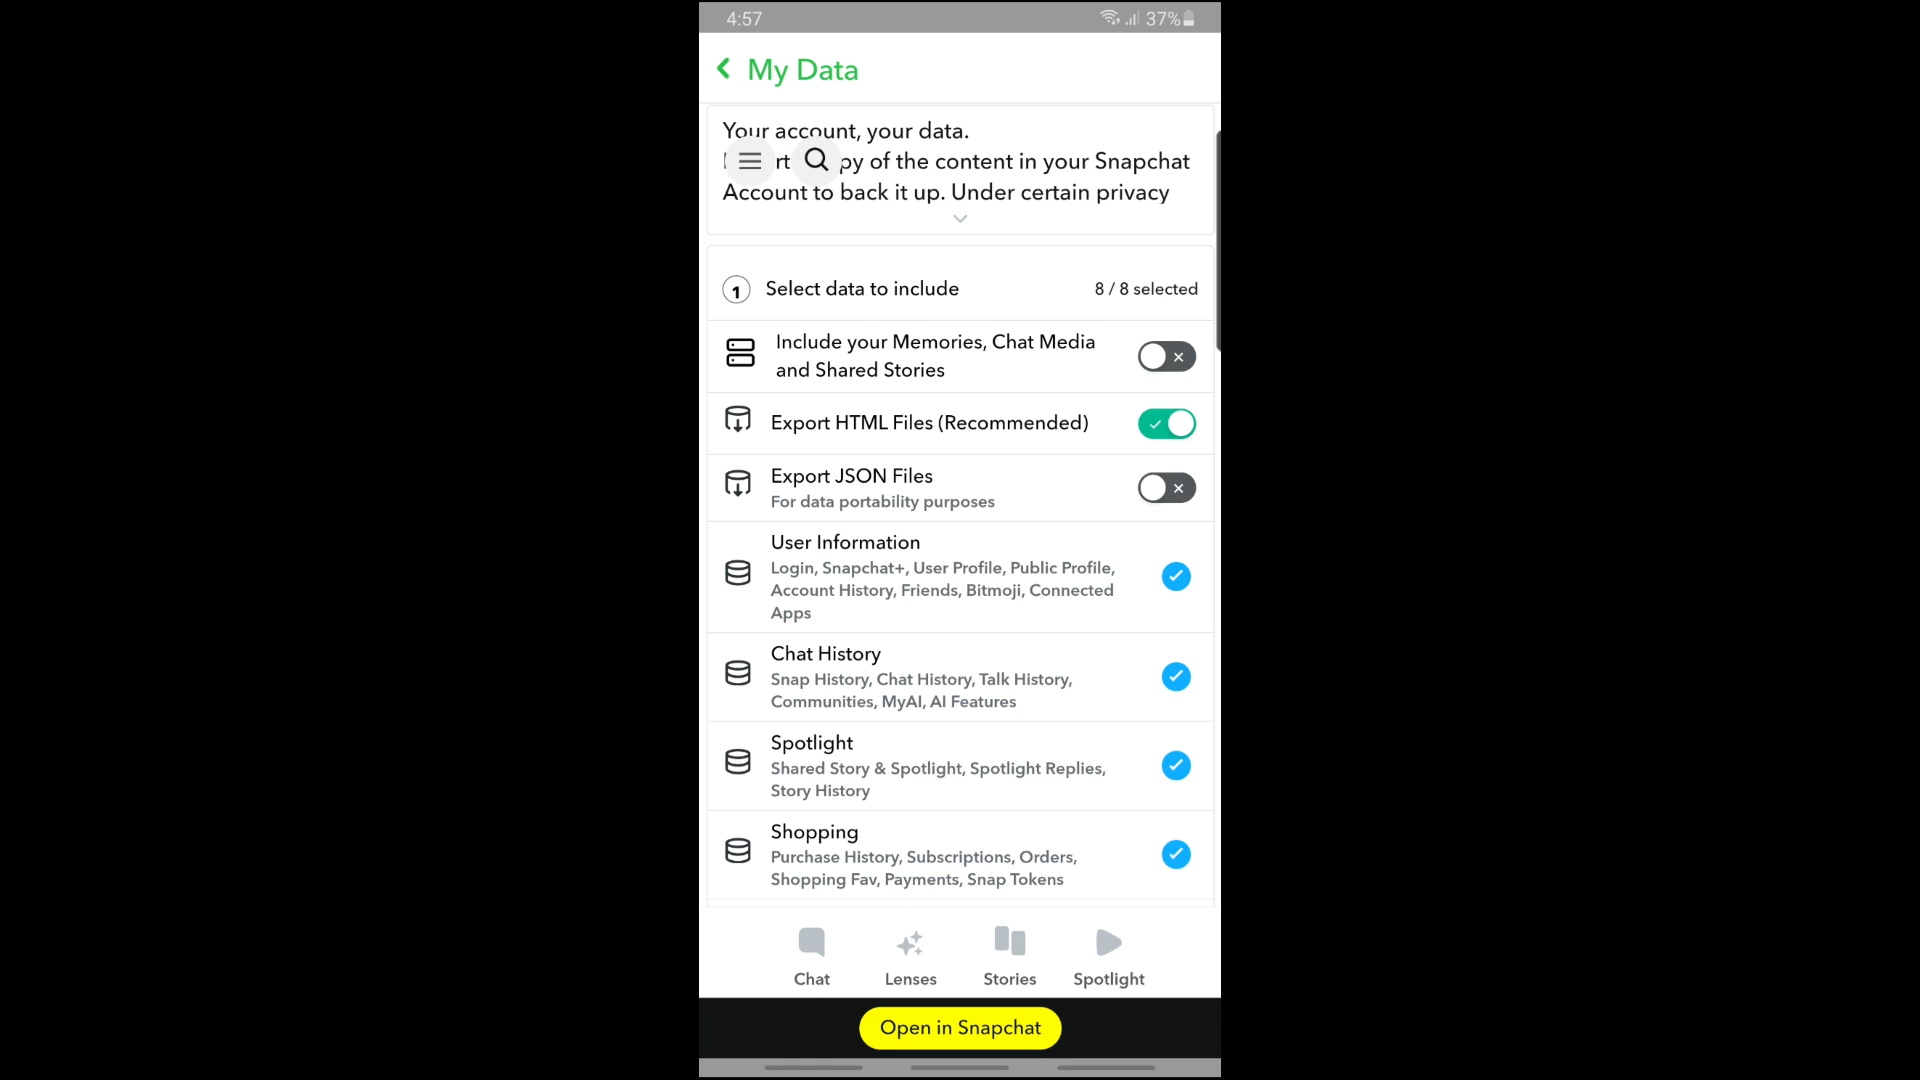 4:57
37%
My Data
Your account, your data.
py of the content in your Snapchat
Account to back it up. Under certain privacy
1 Select data to include 8 / 8 selected
Include your Memories, Chat Media
and Shared Stories
Export HTML Files (Recommended)
Export JSON Files
For data portability purposes
User Information
Login, Snapchat+, User Profile, Public Profile,
Account History, Friends, Bitmoji, Connected
Apps
Chat History
Snap History, Chat History, Talk History,
Communities, MyAI, AI Features
Spotlight
Shared Story & Spotlight, Spotlight Replies,
Story History
Shopping
Purchase History, Subscriptions, Orders,
Shopping Fav, Payments, Snap Tokens
Chat Lenses Stories Spotlight
Open in Snapchat